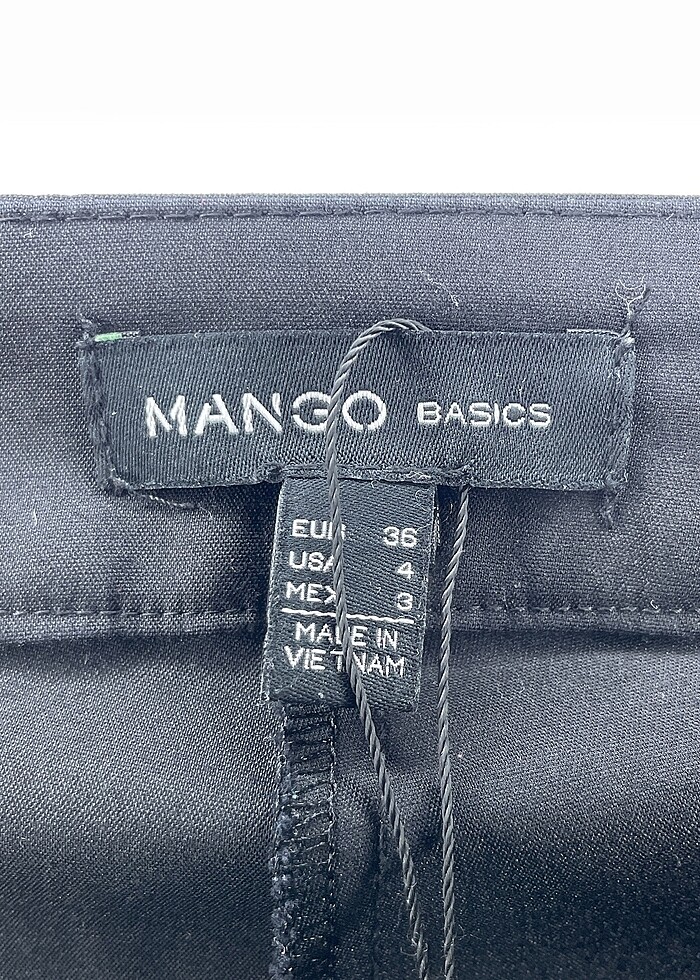 MANGO BASICS
EUR 36
USA 4
MEX 3
MADE IN
VIETNAM